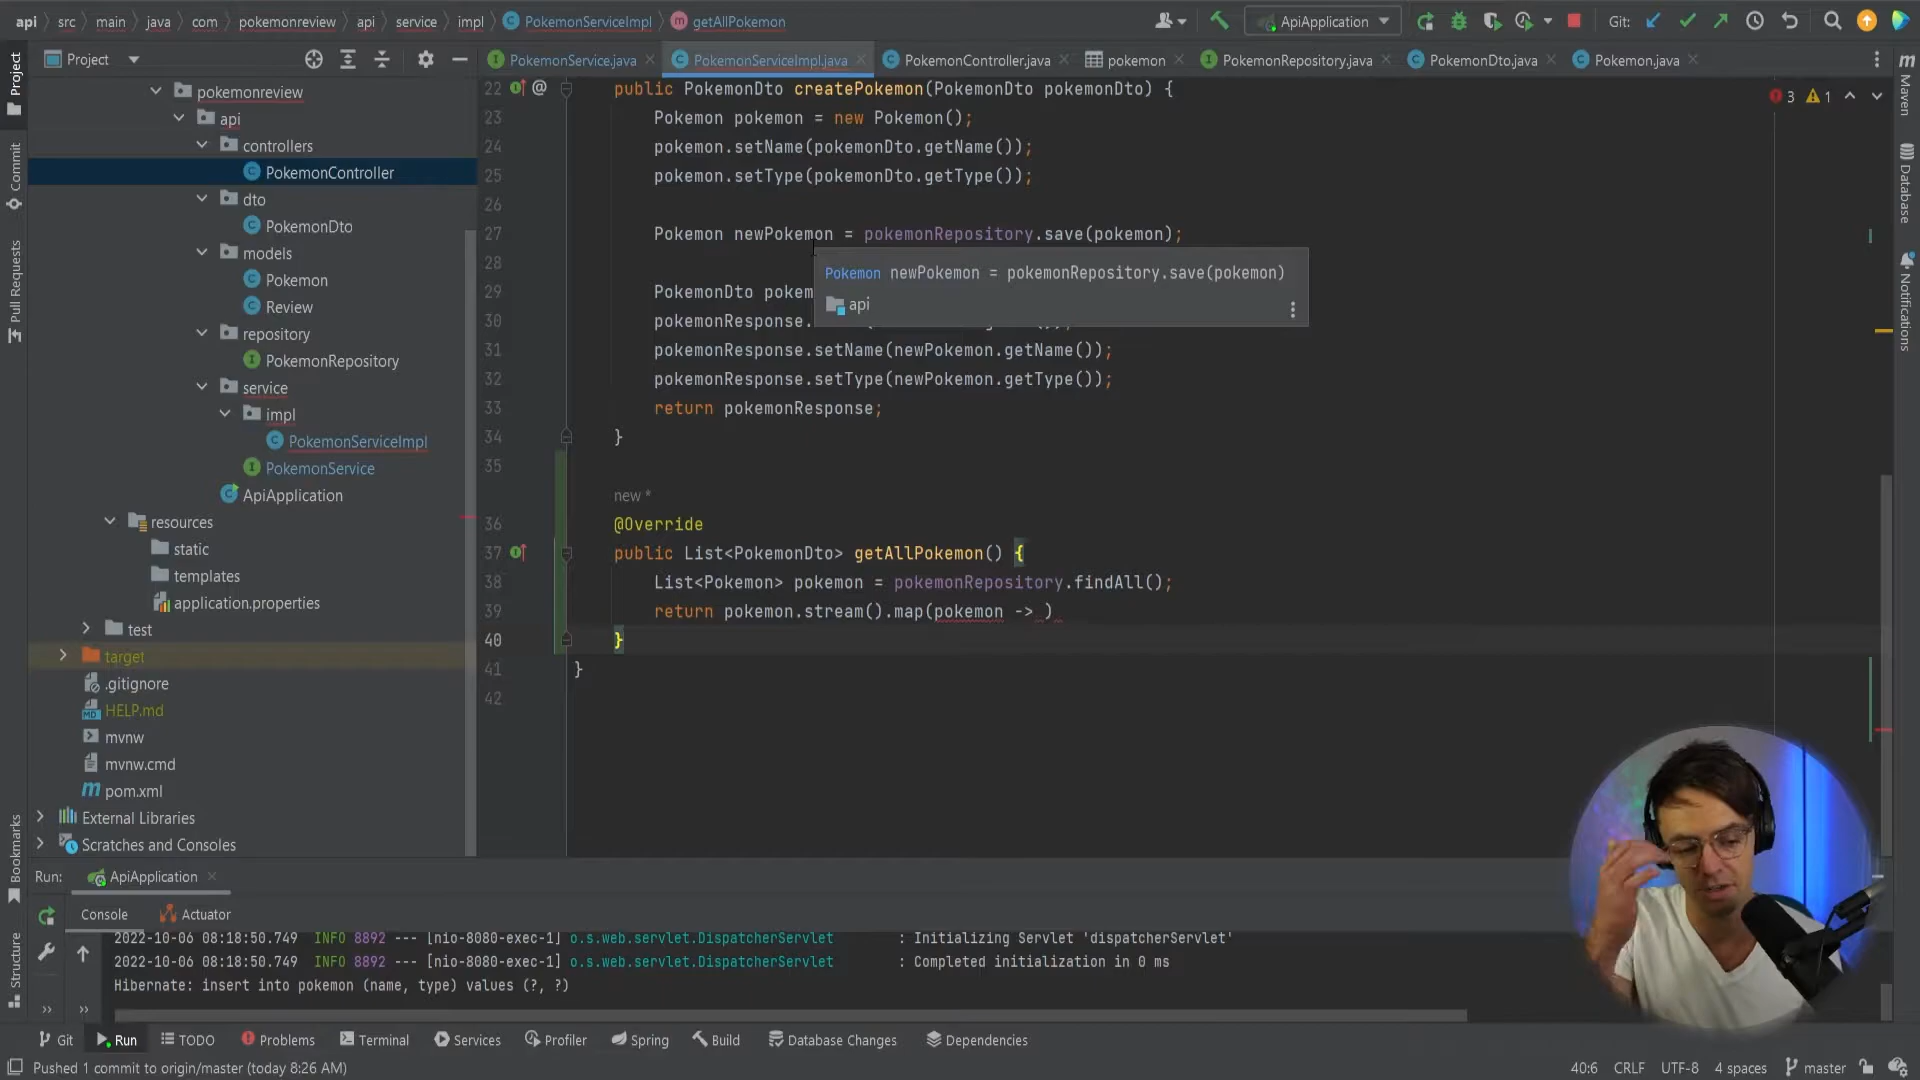 api src main java com pokemonreview api service impl PokemonServiceImpl getAllPokemon ApiApplication Git:
Project PokemonService.java PokemonServiceImpl.java PokemonController.java pokemon PokemonRepository.java PokemonDto.java Pokemon.java
Project
Commit
Pull Requests
Bookmarks
Structure
pokemonreview
api
controllers
PokemonController
dto
PokemonDto
models
Pokemon
Review
repository
PokemonRepository
service
impl
PokemonServiceImpl
PokemonService
ApiApplication
resources
static
templates
application.properties
test
target
.gitignore
HELP.md
mvnw
mvnw.cmd
pom.xml
External Libraries
Scratches and Consoles
3 1
22 public PokemonDto createPokemon(PokemonDto pokemonDto) {
23 Pokemon pokemon = new Pokemon();
24 pokemon.setName(pokemonDto.getName());
25 pokemon.setType(pokemonDto.getType());
26
27 Pokemon newPokemon = pokemonRepository.save(pokemon);
28
Pokemon newPokemon = pokemonRepository.save(pokemon)
api
29 PokemonDto pokem
30 pokemonResponse.
31 pokemonResponse.setName(newPokemon.getName());
32 pokemonResponse.setType(newPokemon.getType());
33 return pokemonResponse;
34 }
35
new *
36 @Override
37 public List<PokemonDto> getAllPokemon() {
38 List<Pokemon> pokemon = pokemonRepository.findAll();
39 return pokemon.stream().map(pokemon -> )
40 }
41 }
42
Maven
Database
Notifications
Run: ApiApplication
Console Actuator
2022-10-06 08:18:50.749 INFO 8892 --- [nio-8080-exec-1] o.s.web.servlet.DispatcherServlet : Initializing Servlet 'dispatcherServlet'
2022-10-06 08:18:50.749 INFO 8892 --- [nio-8080-exec-1] o.s.web.servlet.DispatcherServlet : Completed initialization in 0 ms
Hibernate: insert into pokemon (name, type) values (?, ?)
Git Run TODO Problems Terminal Services Profiler Spring Build Database Changes Dependencies
Pushed 1 commit to origin/master (today 8:26 AM) 40:6 CRLF UTF-8 4 spaces master